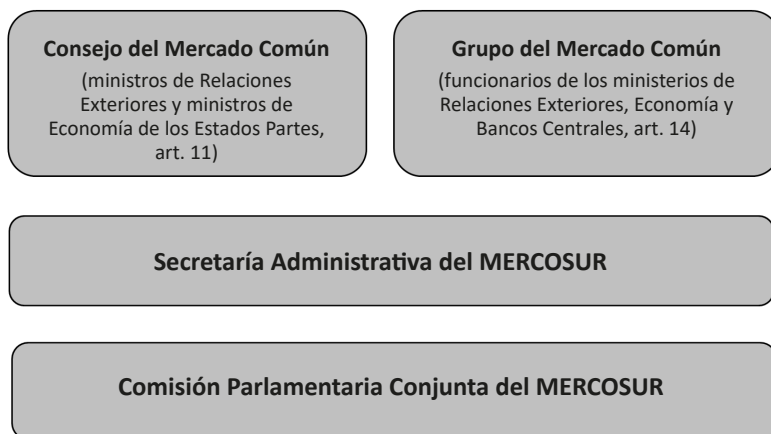 Consejo del Mercado Común
(ministros de Relaciones
Exteriores y ministros de
Economía de los Estados Partes,
art. 11)
Grupo del Mercado Común
(funcionarios de los ministerios de
Relaciones Exteriores, Economía y
Bancos Centrales, art. 14)
Secretaría Administrativa del MERCOSUR
Comisión Parlamentaria Conjunta del MERCOSUR